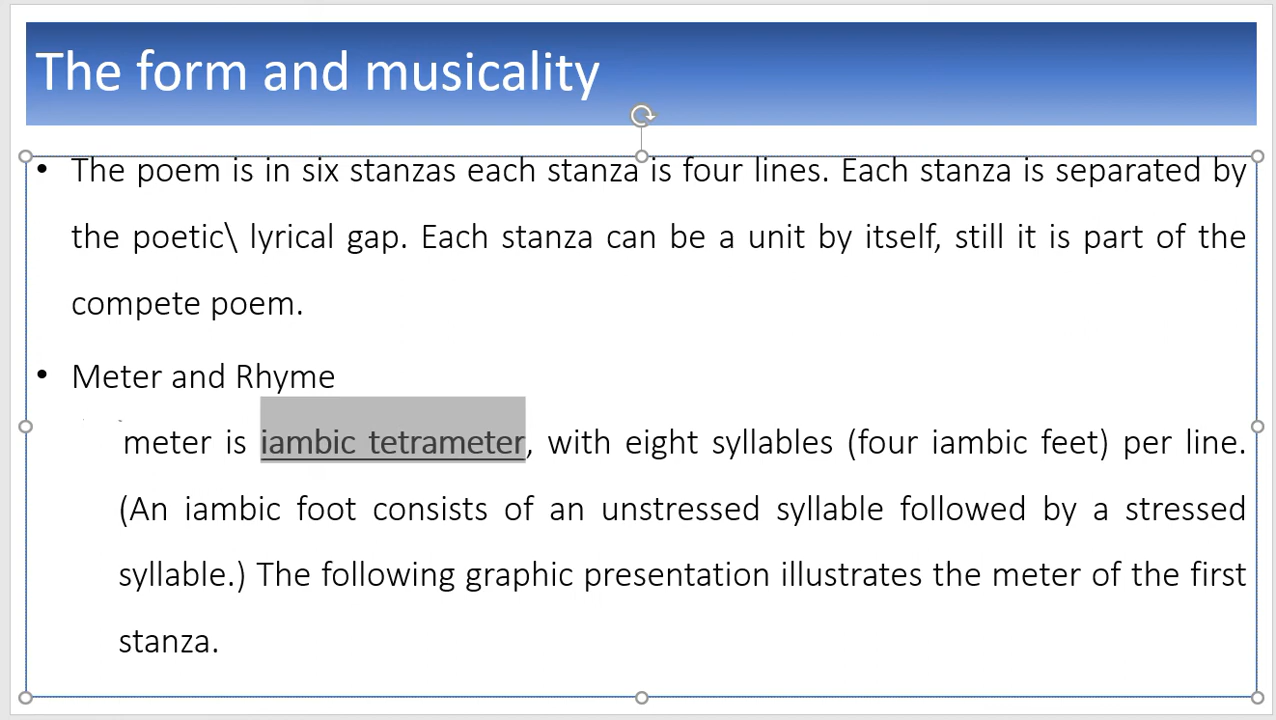 The form and musicality
• The poem is in six stanzas each stanza is four lines. Each stanza is separated by
the poetic\ lyrical gap. Each stanza can be a unit by itself, still it is part of the
compete poem.
• Meter and Rhyme
meter is iambic tetrameter, with eight syllables (four iambic feet) per line.
(An iambic foot consists of an unstressed syllable followed by a stressed
syllable.) The following graphic presentation illustrates the meter of the first
stanza.